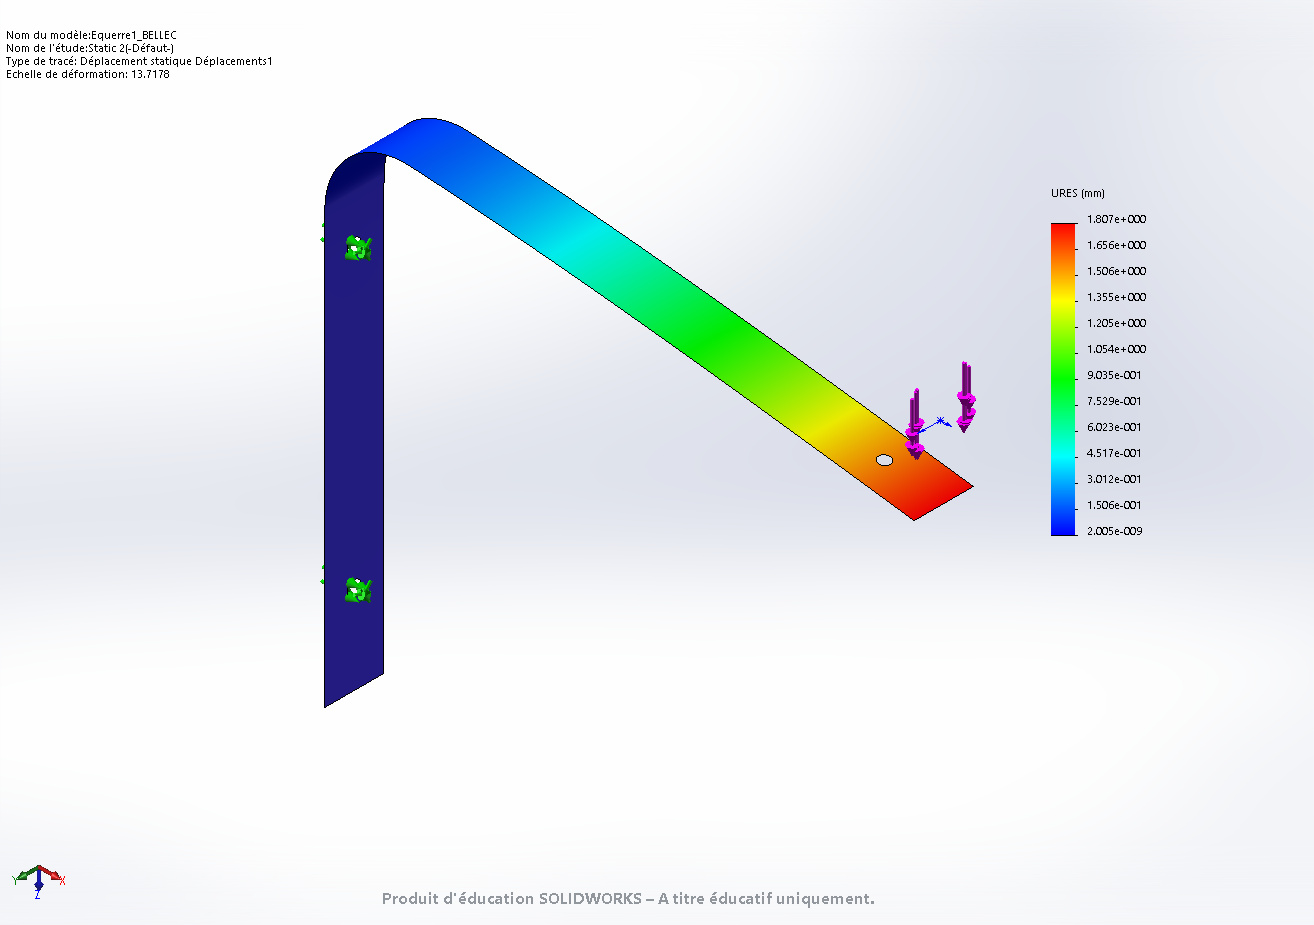 Nom du modèle:Equerre1_BELLEC
Nom de l'étude:Static 2(-Défaut-)
Type de tracé: Déplacement statique Déplacements1
Echelle de déformation: 13.7178
URES (mm)
1.807e+000
1.656e+000
1.506e+000
1.355e+000
1.205e+000
1.054e+000
9.035e-001
7.529e-001
6.023e-001
4.517e-001
3.012e-001
1.506e-001
2.005e-009
Y
X
Z
Produit d'éducation SOLIDWORKS – A titre éducatif uniquement.